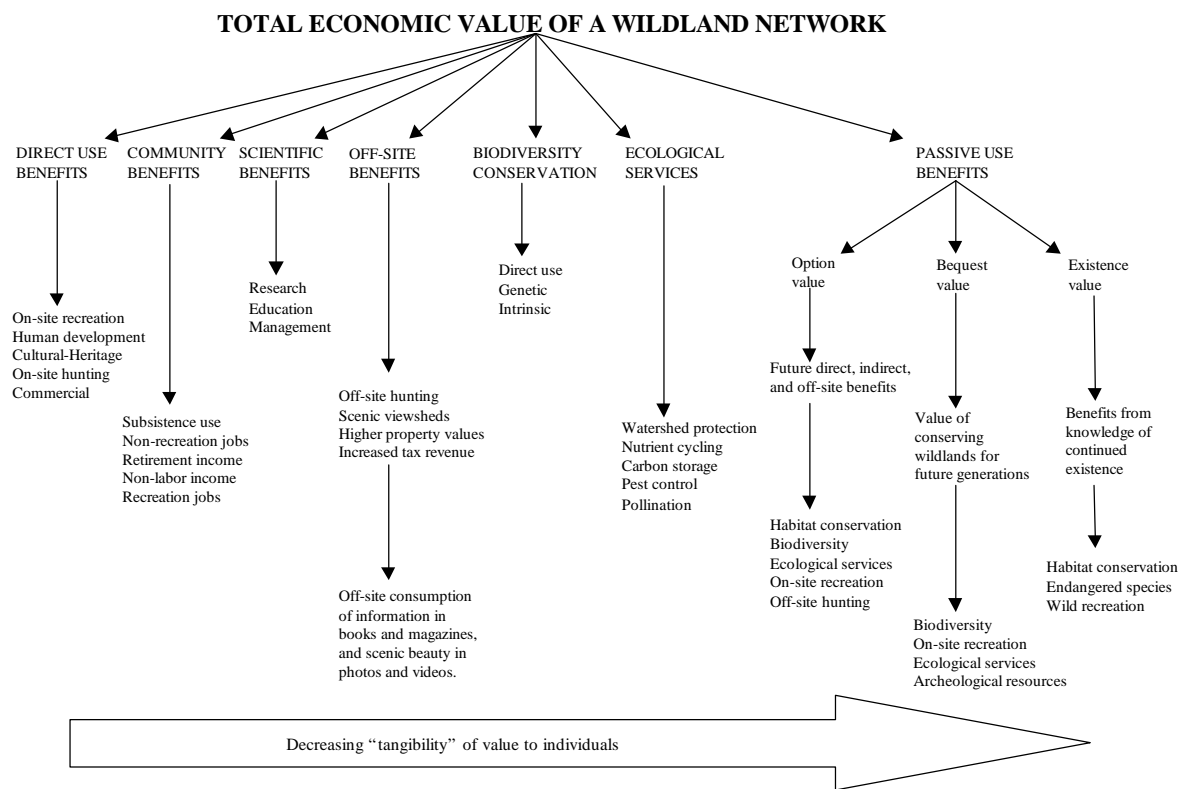 TOTAL ECONOMIC VALUE OF A WILDLAND NETWORK
DIRECT USE
BENEFITS
COMMUNITY
BENEFITS
SCIENTIFIC
BENEFITS
OFF-SITE
BENEFITS
BIODIVERSITY
CONSERVATION
ECOLOGICAL
SERVICES
PASSIVE USE
BENEFITS
On-site recreation
Human development
Cultural-Heritage
On-site hunting
Commercial
Subsistence use
Non-recreation jobs
Retirement income
Non-labor income
Recreation jobs
Research
Education
Management
Off-site hunting
Scenic viewsheds
Higher property values
Increased tax revenue
Off-site consumption
of information in
books and magazines,
and scenic beauty in
photos and videos.
Direct use
Genetic
Intrinsic
Watershed protection
Nutrient cycling
Carbon storage
Pest control
Pollination
Option
value
Future direct, indirect,
and off-site benefits
Habitat conservation
Biodiversity
Ecological services
On-site recreation
Off-site hunting
Bequest
value
Value of
conserving
wildlands for
future generations
Biodiversity
On-site recreation
Ecological services
Archeological resources
Existence
value
Benefits from
knowledge of
continued
existence
Habitat conservation
Endangered species
Wild recreation
Decreasing “tangibility” of value to individuals